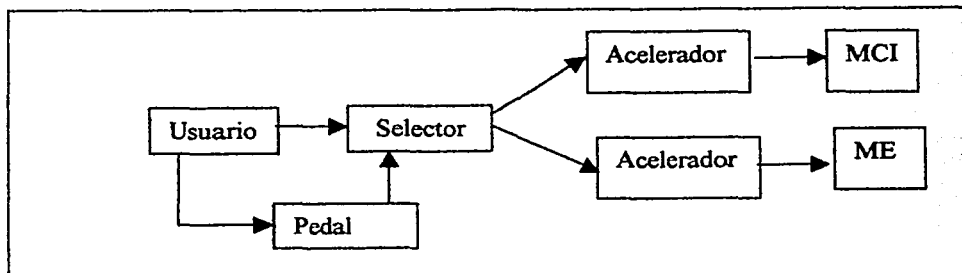 Acelerador
MCI
Usuario
Selector
Acelerador
ME
Pedal